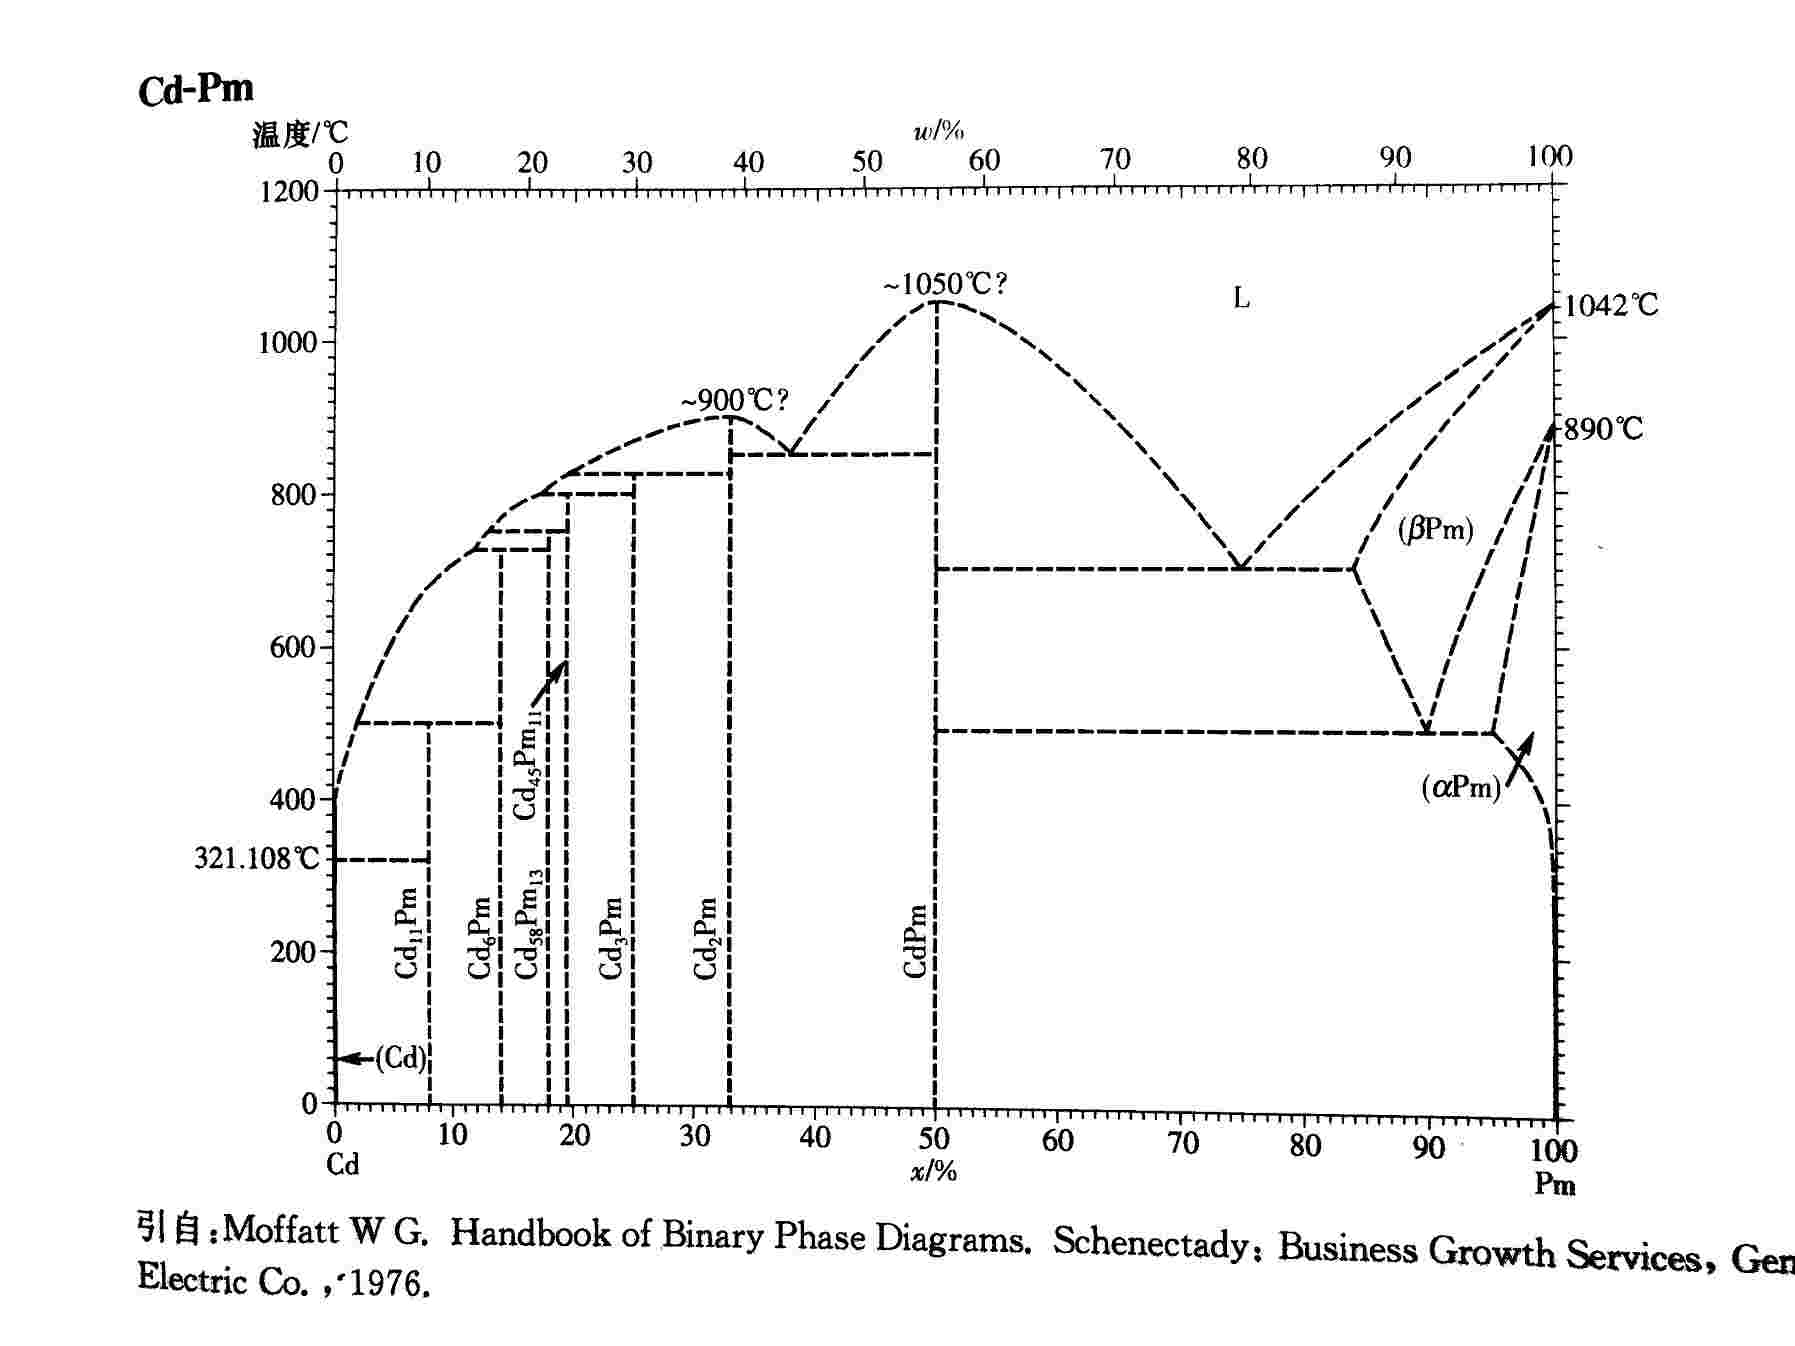 Cd-Pm
温度/℃
w/%
0 10 20 30 40 50 60 70 80 90 100
1200
~1050℃?
L
1042℃
1000
~900℃?
890℃
800
(βPm)
600
Cd₄₅Pm₁₁
400
(αPm)
321.108℃
Cd₁₁Pm
Cd₆Pm
Cd₅₈Pm₁₃
Cd₃Pm
Cd₂Pm
CdPm
200
(Cd)
0
0 10 20 30 40 50 60 70 80 90 100
Cd
x/%
Pm
引自:Moffatt W G. Handbook of Binary Phase Diagrams. Schenectady: Business Growth Services, Gen
Electric Co. , 1976.